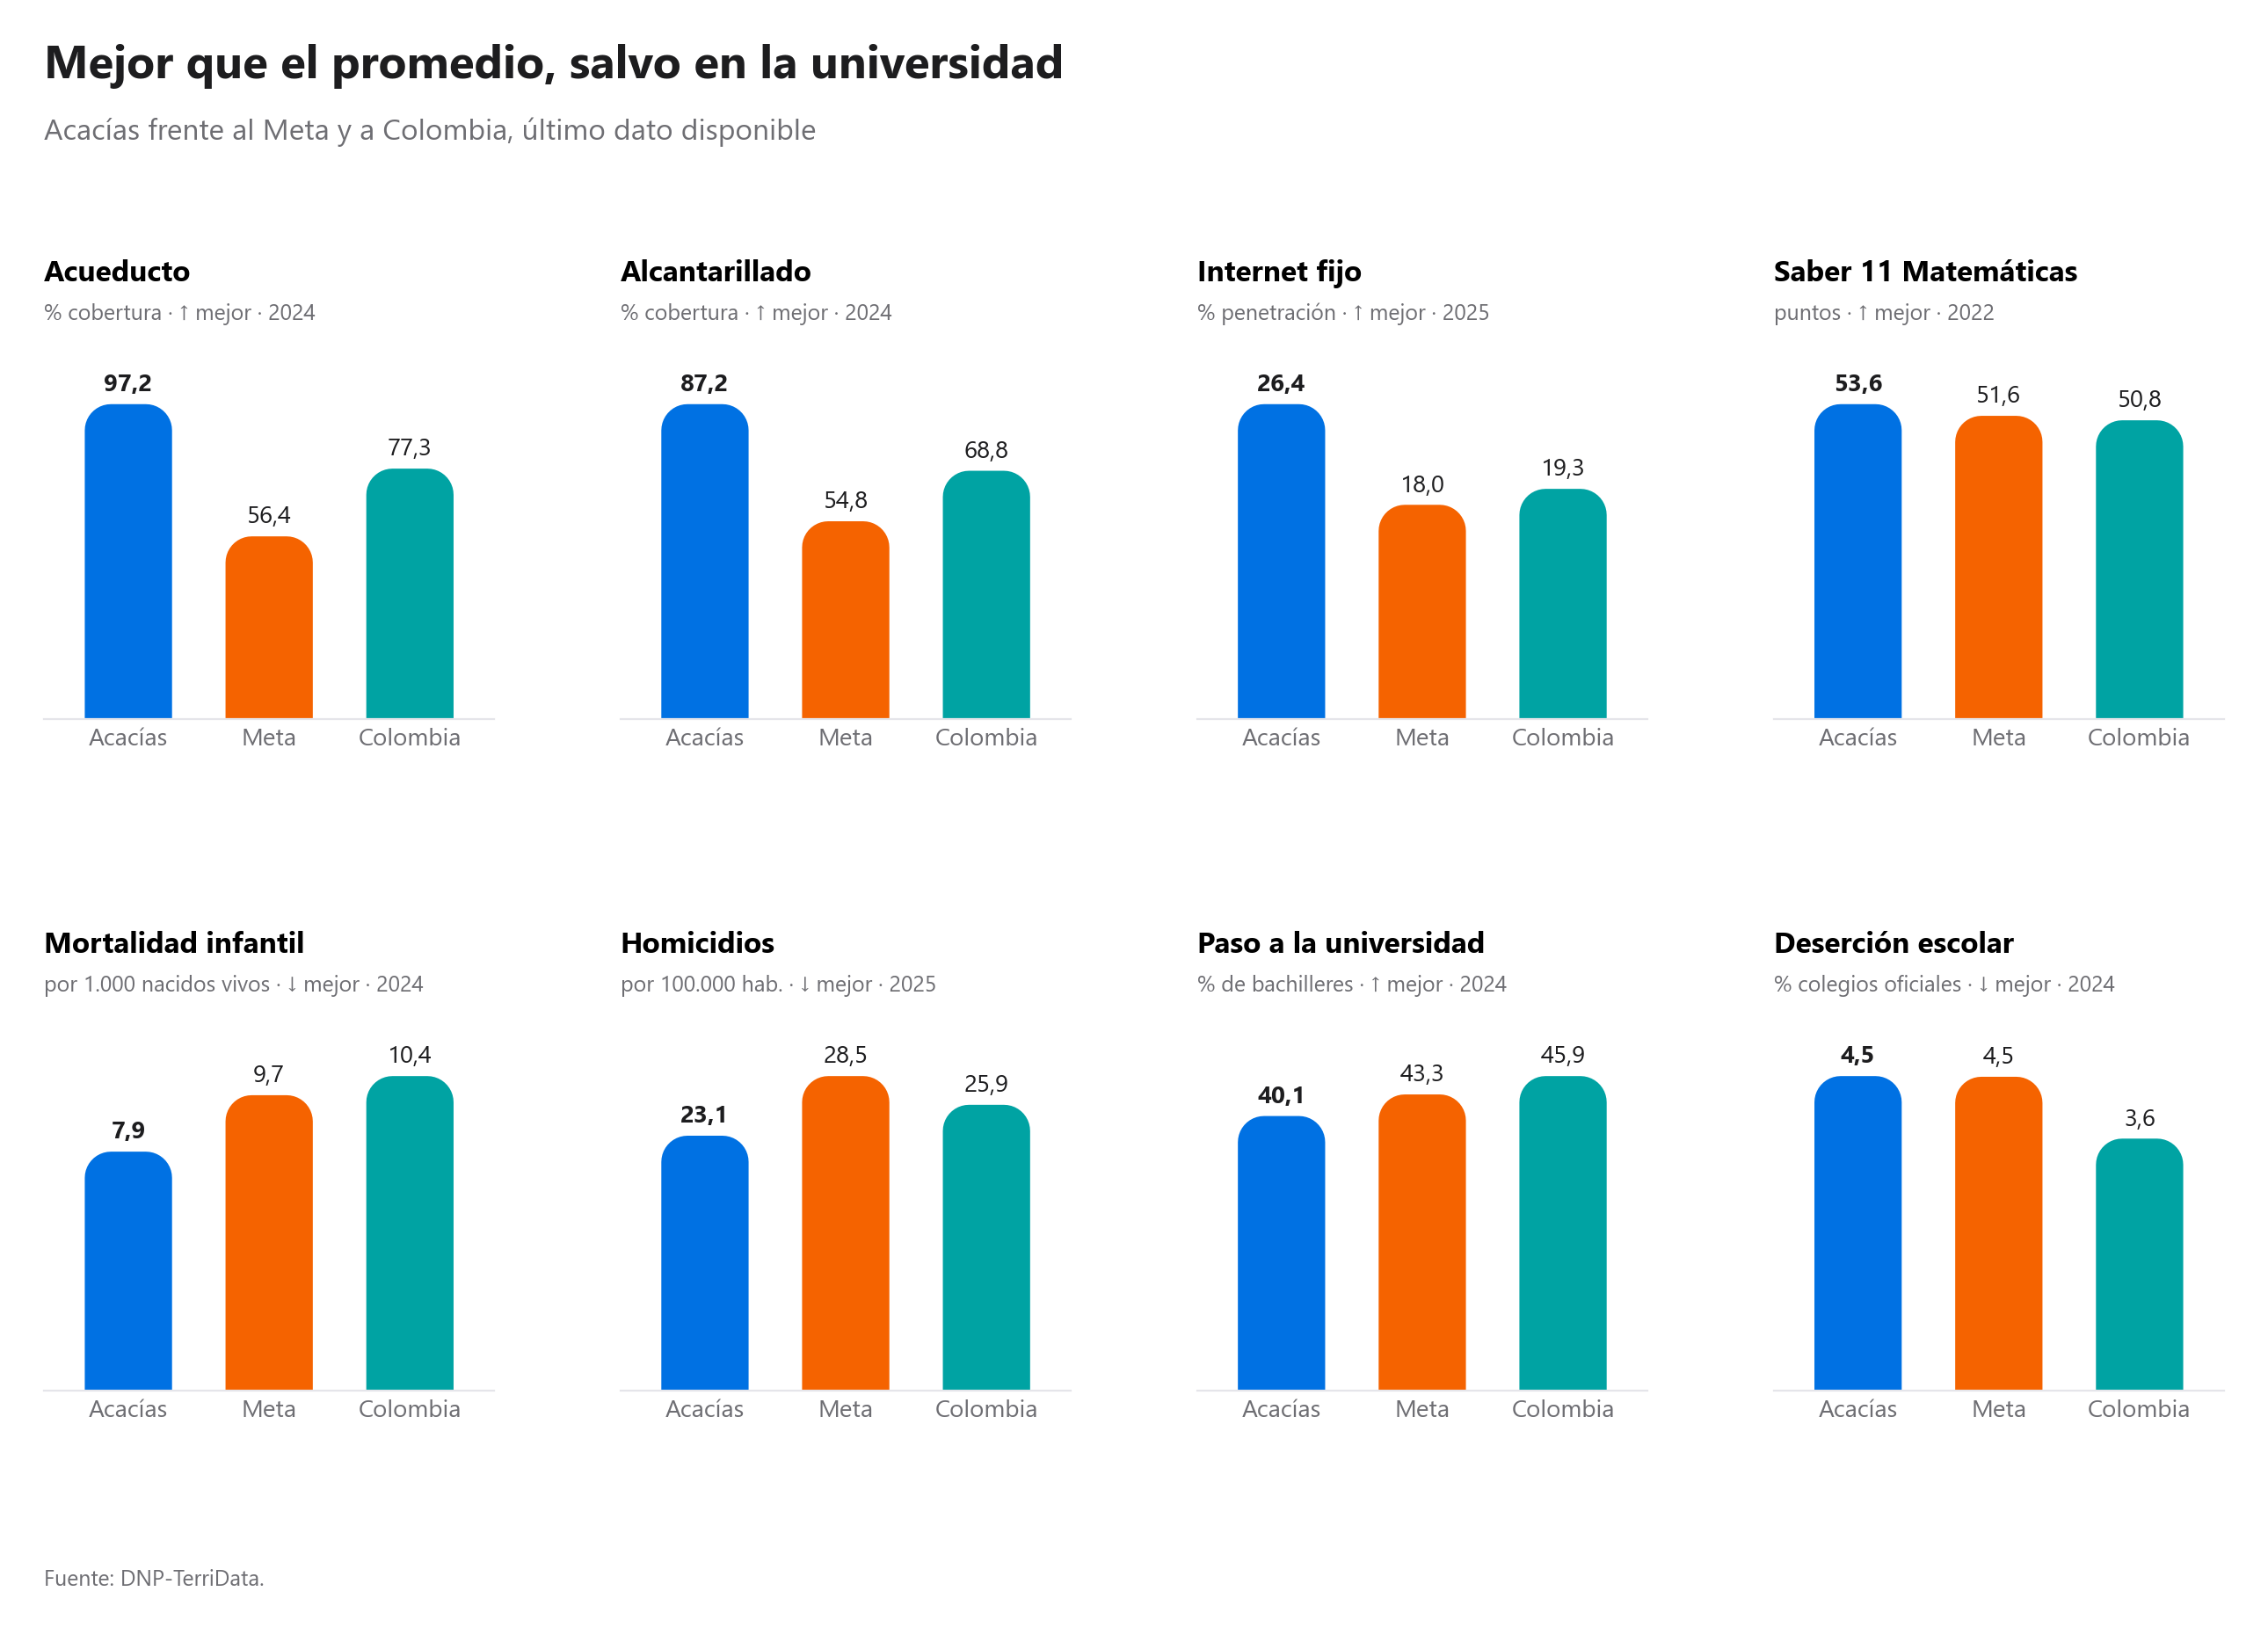 Mejor que el promedio, salvo en la universidad
Acacías frente al Meta y a Colombia, último dato disponible
Acueducto
% cobertura · ↑ mejor · 2024
97,2
56,4
77,3
Acacías
Meta
Colombia
Alcantarillado
% cobertura · ↑ mejor · 2024
87,2
54,8
68,8
Acacías
Meta
Colombia
Internet fijo
% penetración · ↑ mejor · 2025
26,4
18,0
19,3
Acacías
Meta
Colombia
Saber 11 Matemáticas
puntos · ↑ mejor · 2022
53,6
51,6
50,8
Acacías
Meta
Colombia
Mortalidad infantil
por 1.000 nacidos vivos · ↓ mejor · 2024
7,9
9,7
10,4
Acacías
Meta
Colombia
Homicidios
por 100.000 hab. · ↓ mejor · 2025
23,1
28,5
25,9
Acacías
Meta
Colombia
Paso a la universidad
% de bachilleres · ↑ mejor · 2024
40,1
43,3
45,9
Acacías
Meta
Colombia
Deserción escolar
% colegios oficiales · ↓ mejor · 2024
4,5
4,5
3,6
Acacías
Meta
Colombia
Fuente: DNP-TerriData.